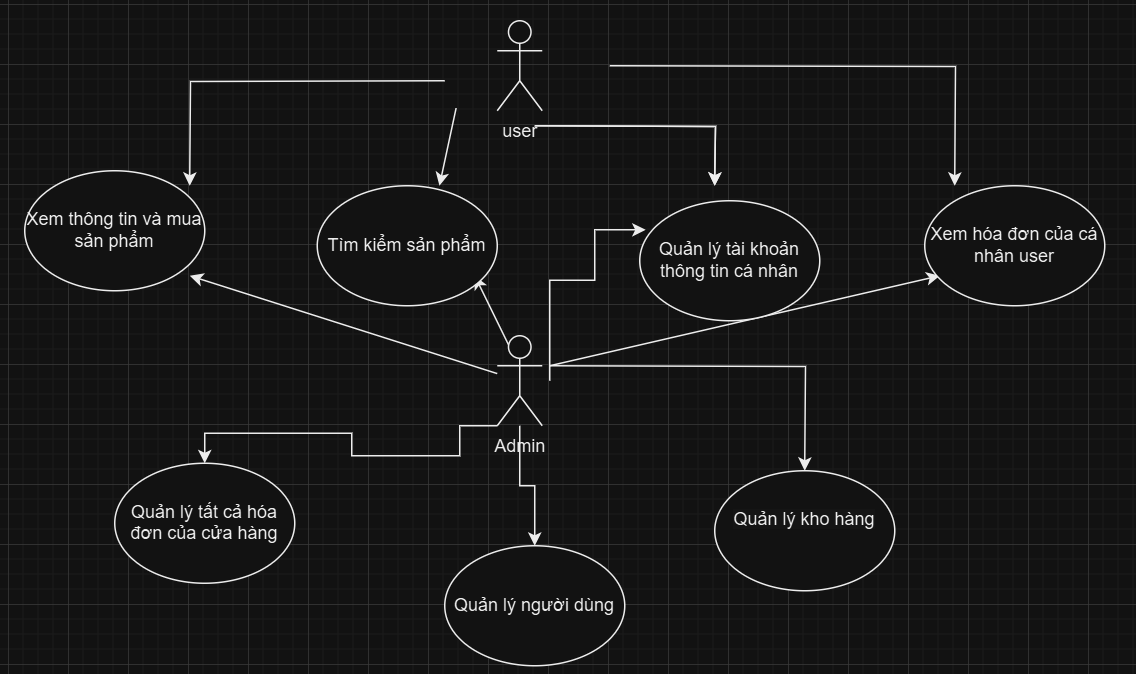 user
Xem thông tin và mua
sản phẩm
Tìm kiếm sản phẩm
Quản lý tài khoản
thông tin cá nhân
Xem hóa đơn của cá
nhân user
Admin
Quản lý tất cả hóa
đơn của cửa hàng
Quản lý kho hàng
Quản lý người dùng